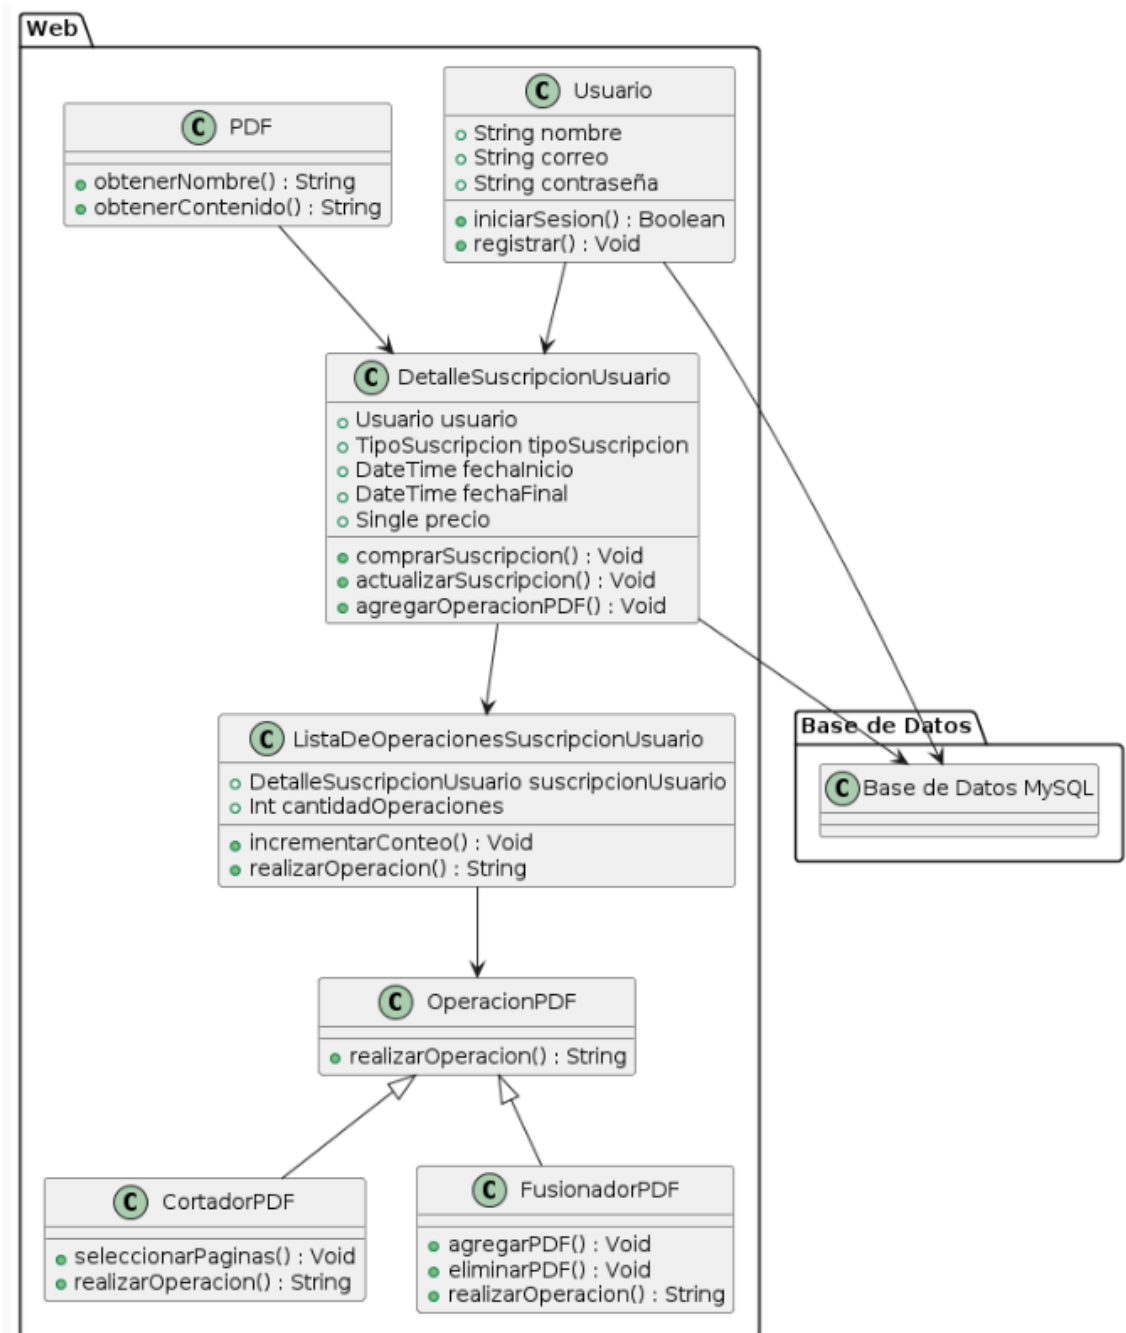 Web
C PDF
obtenerNombre() : String
obtenerContenido() : String
C Usuario
String nombre
String correo
String contraseña
iniciarSesion() : Boolean
registrar() : Void
C DetalleSuscripcionUsuario
Usuario usuario
TipoSuscripcion tipoSuscripcion
DateTime fechaInicio
DateTime fechaFinal
Single precio
comprarSuscripcion() : Void
actualizarSuscripcion() : Void
agregarOperacionPDF() : Void
C ListaDeOperacionesSuscripcionUsuario
DetalleSuscripcionUsuario suscripcionUsuario
Int cantidadOperaciones
incrementarConteo() : Void
realizarOperacion() : String
Base de Datos
C Base de Datos MySQL
C OperacionPDF
realizarOperacion() : String
C CortadorPDF
seleccionarPaginas() : Void
realizarOperacion() : String
C FusionadorPDF
agregarPDF() : Void
eliminarPDF() : Void
realizarOperacion() : String